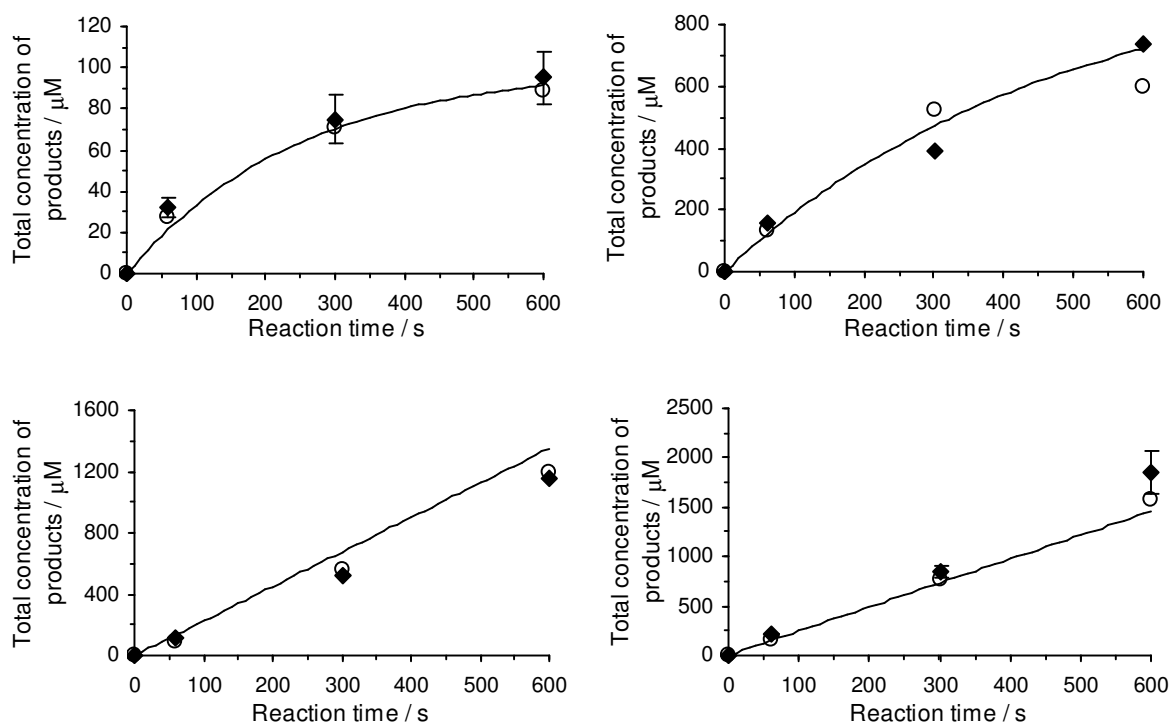 120
100
80
60
40
20
0
Total concentration of
products / μM
0 100 200 300 400 500 600
Reaction time / s
800
600
400
200
0
Total concentration of
products / μM
0 100 200 300 400 500 600
Reaction time / s
1600
1200
800
400
0
Total concentration of
products / μM
0 100 200 300 400 500 600
Reaction time / s
2500
2000
1500
1000
500
0
Total concentration of
products / μM
0 100 200 300 400 500 600
Reaction time / s